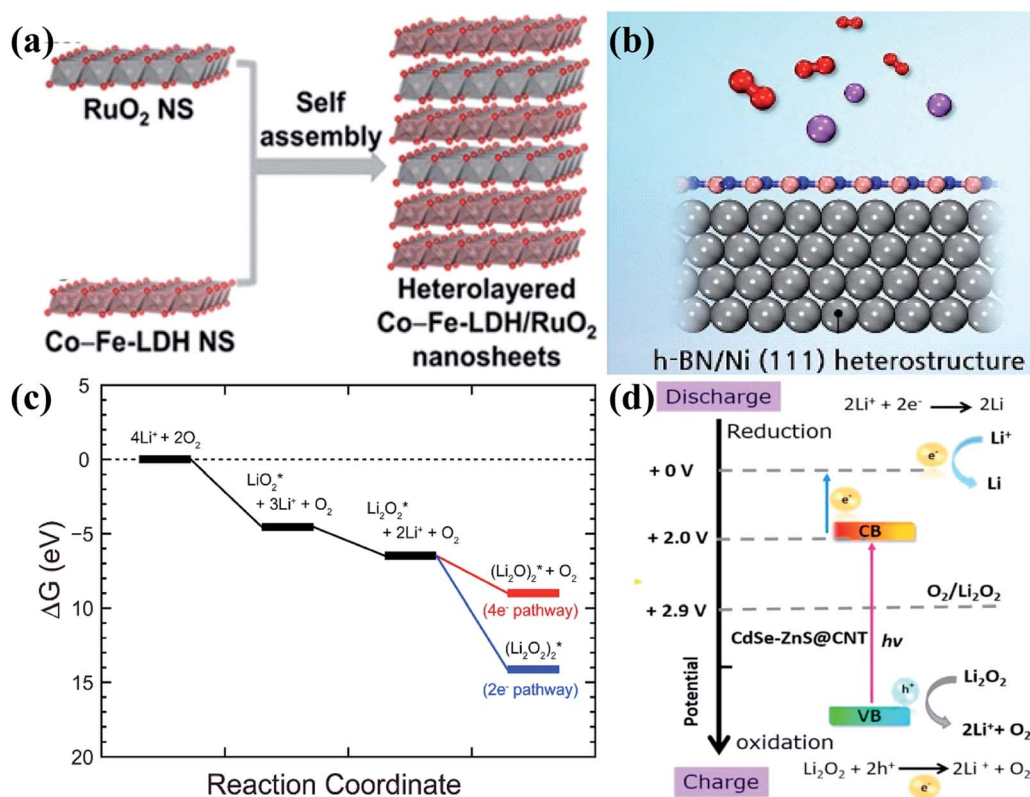 (a)
RuO₂ NS
Self
assembly
Co–Fe-LDH NS
Heterolayered
Co–Fe-LDH/RuO₂
nanosheets
(b)
h-BN/Ni (111) heterostructure
(c)
ΔG (eV)
5
0
−5
10
15
20
4Li⁺ + 2O₂
LiO₂*
+ 3Li⁺ + O₂
Li₂O₂*
+ 2Li⁺ + O₂
(Li₂O)₂* + O₂
(4e⁻ pathway)
(Li₂O₂)₂*
(2e⁻ pathway)
Reaction Coordinate
(d)
Discharge
2Li⁺ + 2e⁻ → 2Li
Reduction
+ 0 V
e⁻
Li⁺
Li
e⁻
CB
+ 2.0 V
O₂/Li₂O₂
+ 2.9 V
CdSe-ZnS@CNT
hv
Potential
h⁺
Li₂O₂
VB
2Li⁺+ O₂
oxidation
Li₂O₂ + 2h⁺ → 2Li ⁺ + O₂
e⁻
Charge